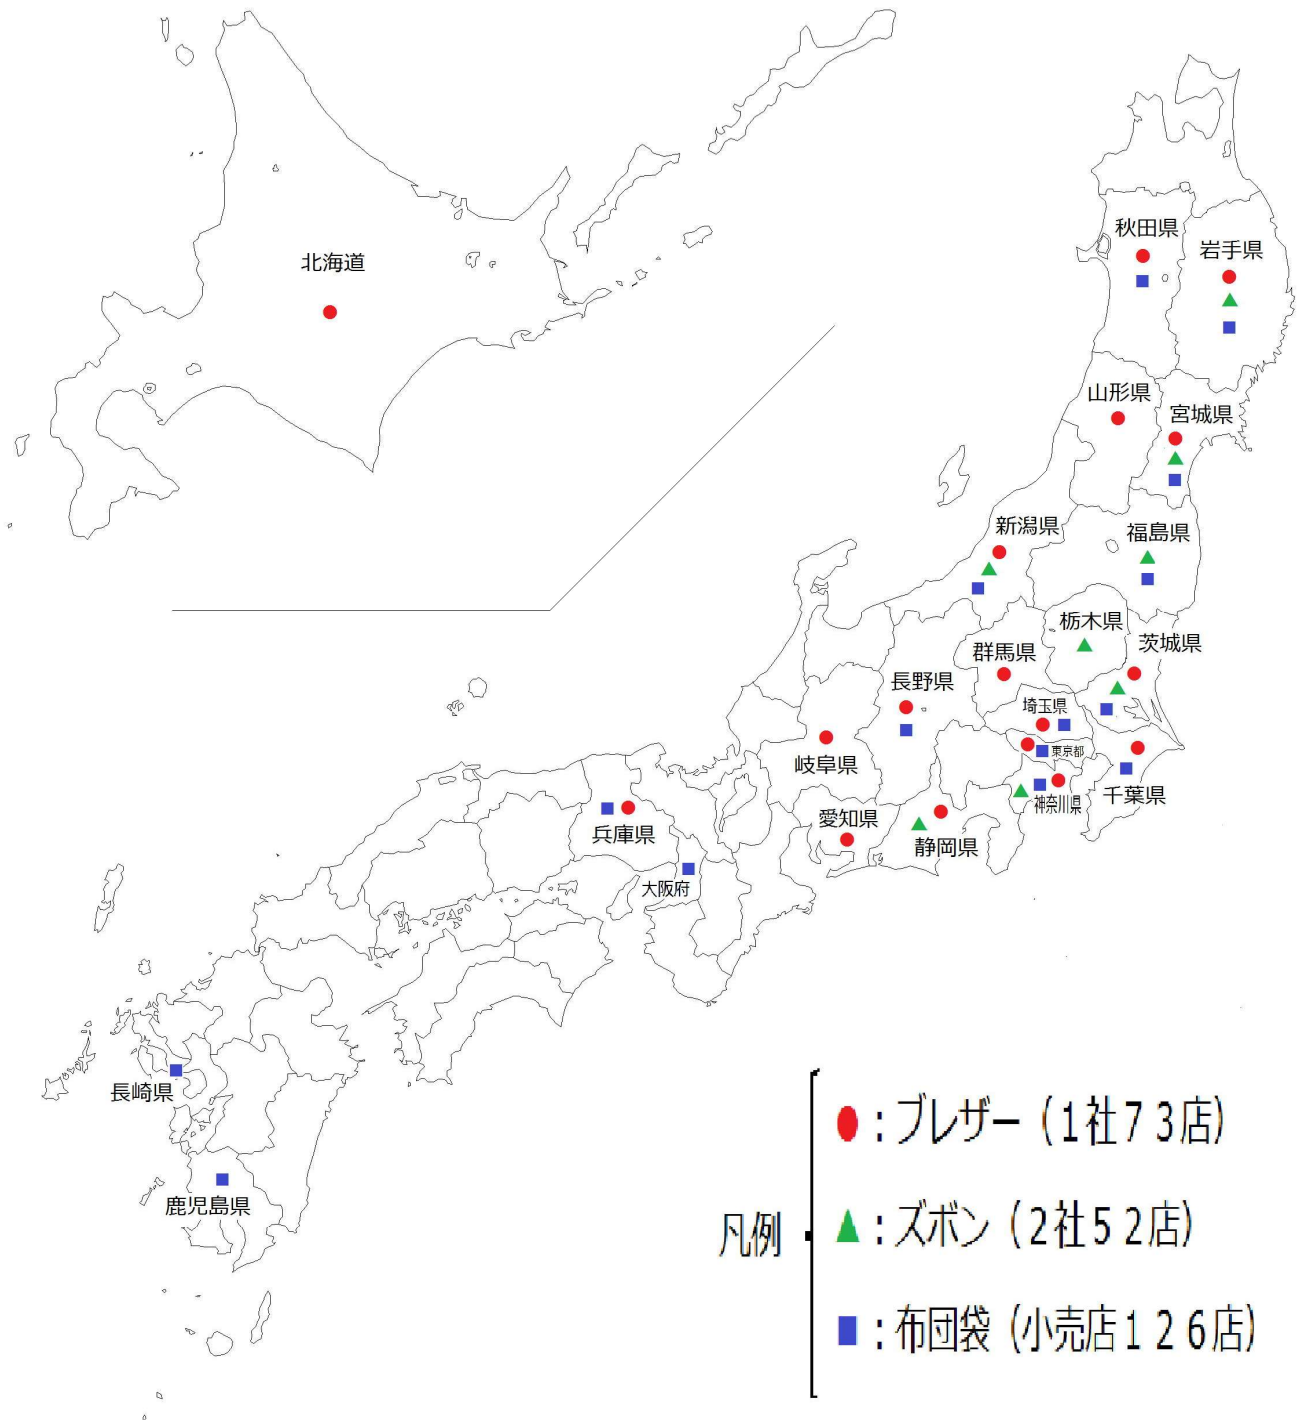 北海道
秋田県
岩手県
山形県
宮城県
新潟県
福島県
栃木県
茨城県
群馬県
長野県
埼玉県
東京都
岐阜県
神奈川県
千葉県
愛知県
静岡県
兵庫県
大阪府
長崎県
鹿児島県
凡例
：ブレザー（１社７３店）
：ズボン（２社５２店）
：布団袋（小売店１２６店）